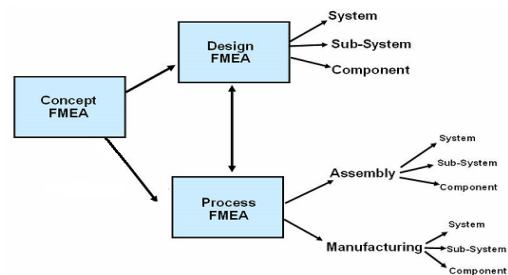 System
Design
FMEA
Sub-System
Component
Concept
FMEA
System
Assembly
Sub-System
Component
Process
FMEA
System
Manufacturing
Sub-System
Component